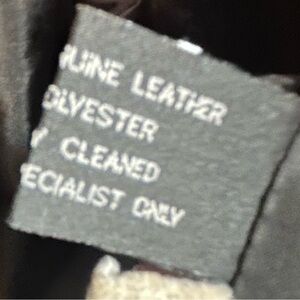 UINE LEATHER
OLYESTER
Y CLEANED
ECIALIST ONLY